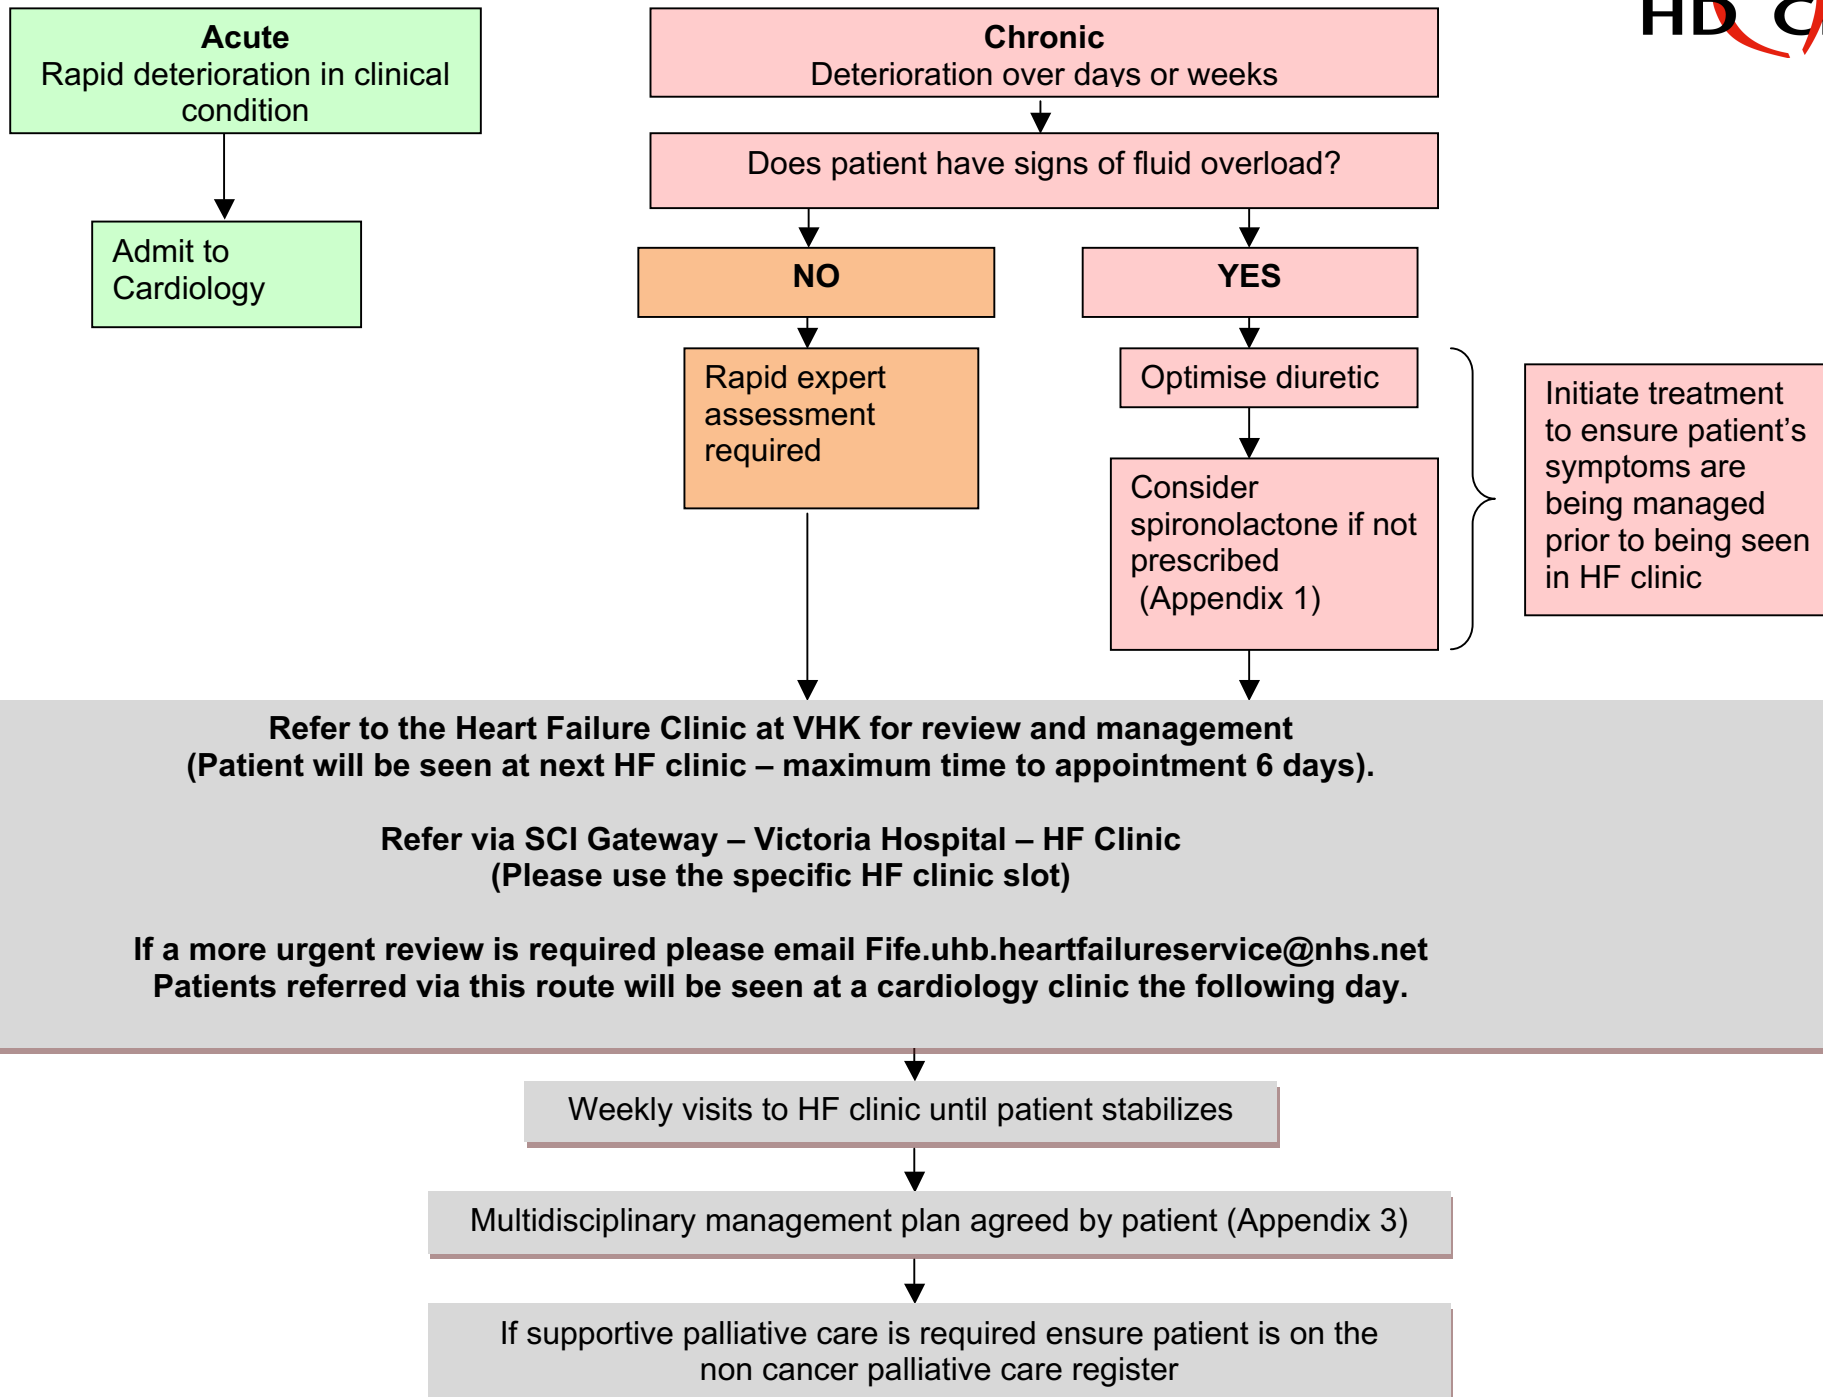 HD C
Acute
Rapid deterioration in clinical
condition
Admit to
Cardiology
Chronic
Deterioration over days or weeks
Does patient have signs of fluid overload?
NO
YES
Rapid expert
assessment
required
Optimise diuretic
Consider
spironolactone if not
prescribed
(Appendix 1)
Initiate treatment
to ensure patient’s
symptoms are
being managed
prior to being seen
in HF clinic
Refer to the Heart Failure Clinic at VHK for review and management
(Patient will be seen at next HF clinic – maximum time to appointment 6 days).
Refer via SCI Gateway – Victoria Hospital – HF Clinic
(Please use the specific HF clinic slot)
If a more urgent review is required please email Fife.uhb.heartfailureservice@nhs.net
Patients referred via this route will be seen at a cardiology clinic the following day.
Weekly visits to HF clinic until patient stabilizes
Multidisciplinary management plan agreed by patient (Appendix 3)
If supportive palliative care is required ensure patient is on the
non cancer palliative care register